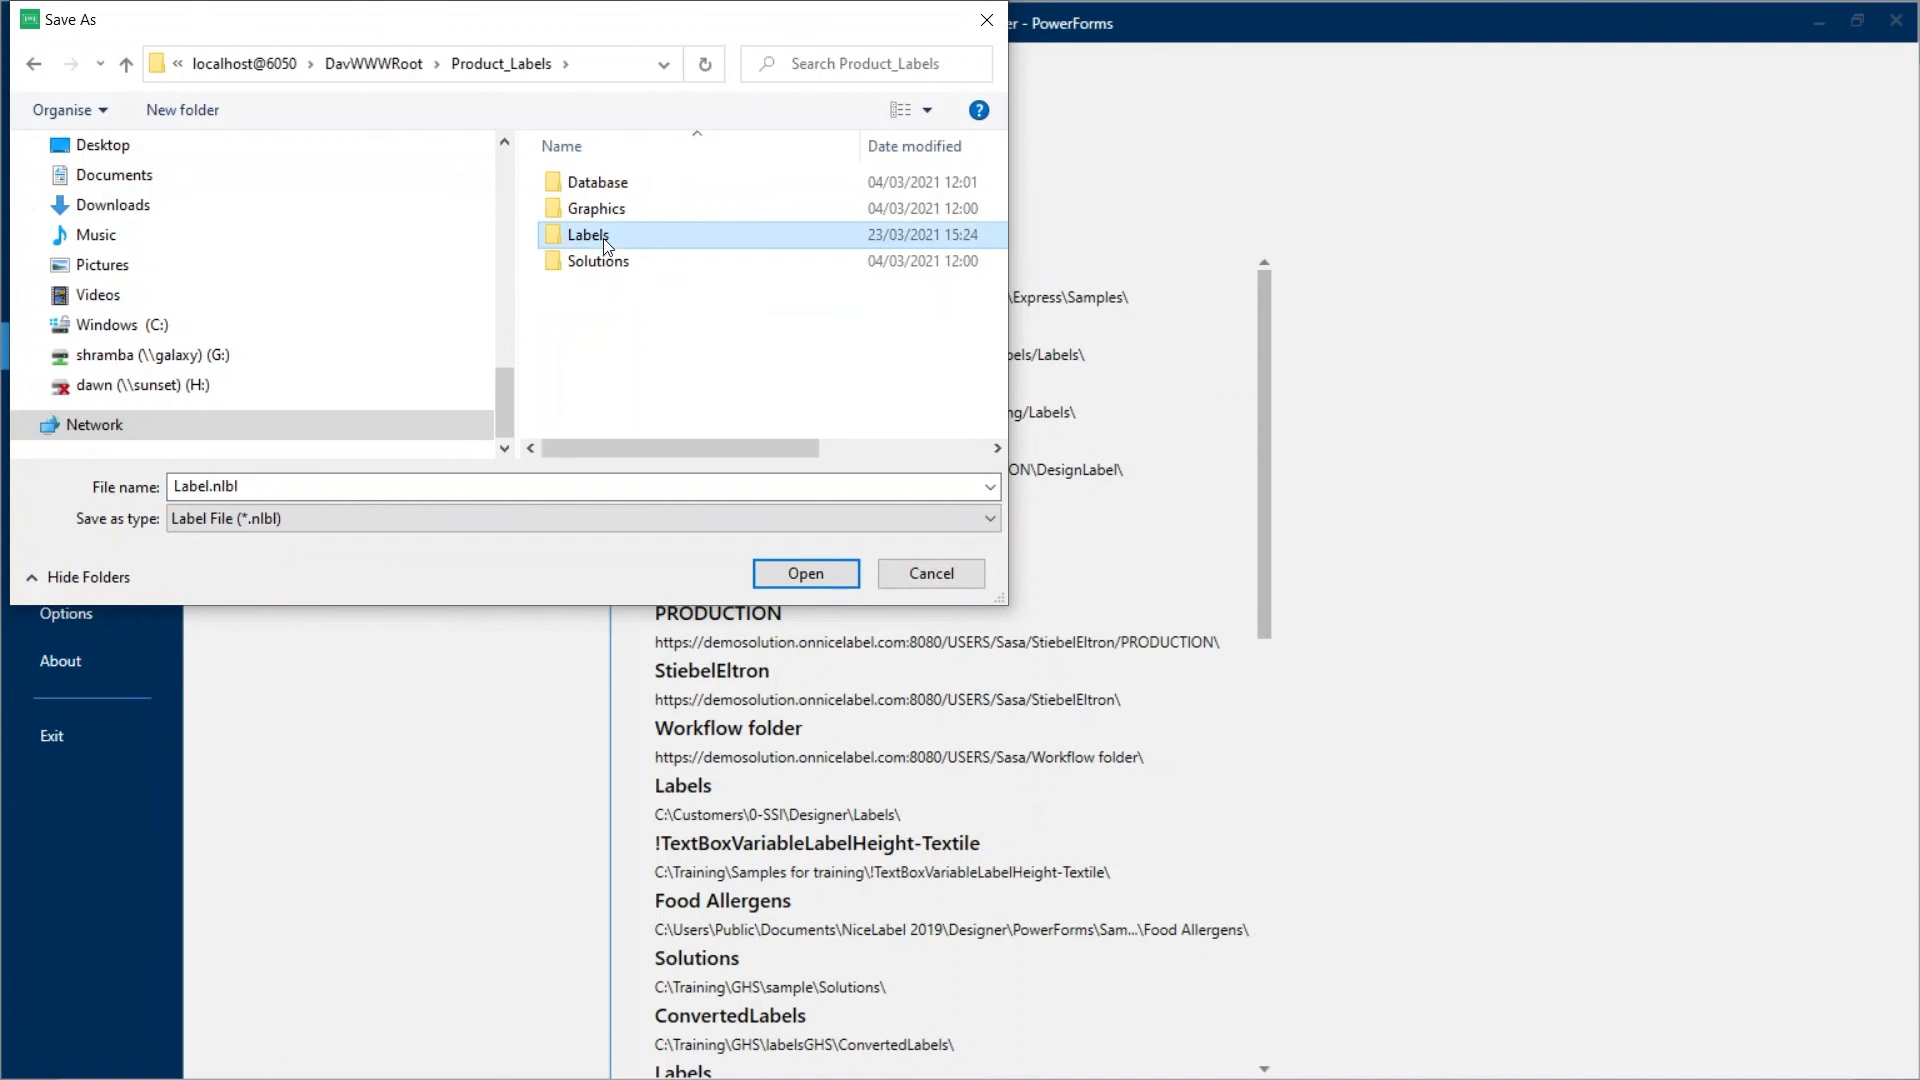 Save As
er - PowerForms
« localhost@6050 › DavWWWRoot › Product_Labels ›
Search Product_Labels
Organise
New folder
?
Desktop
Documents
Downloads
Music
Pictures
Videos
Windows (C:)
shramba (\\galaxy) (G:)
dawn (\\sunset) (H:)
Network
Name Date modified
Database 04/03/2021 12:01
Graphics 04/03/2021 12:00
Labels 23/03/2021 15:24
Solutions 04/03/2021 12:00
File name: Label.nlbl
Save as type: Label File (*.nlbl)
Hide Folders
Open
Cancel
\Express\Samples\
bels/Labels\
ng/Labels\
ON\DesignLabel\
Options
About
Exit
PRODUCTION
https://demosolution.onnicelabel.com:8080/USERS/Sasa/StiebelEltron/PRODUCTION\
StiebelEltron
https://demosolution.onnicelabel.com:8080/USERS/Sasa/StiebelEltron\
Workflow folder
https://demosolution.onnicelabel.com:8080/USERS/Sasa/Workflow folder\
Labels
C:\Customers\0-SSI\Designer\Labels\
!TextBoxVariableLabelHeight-Textile
C:\Training\Samples for training\!TextBoxVariableLabelHeight-Textile\
Food Allergens
C:\Users\Public\Documents\NiceLabel 2019\Designer\PowerForms\Sam...\Food Allergens\
Solutions
C:\Training\GHS\sample\Solutions\
ConvertedLabels
C:\Training\GHS\labelsGHS\ConvertedLabels\
Labels